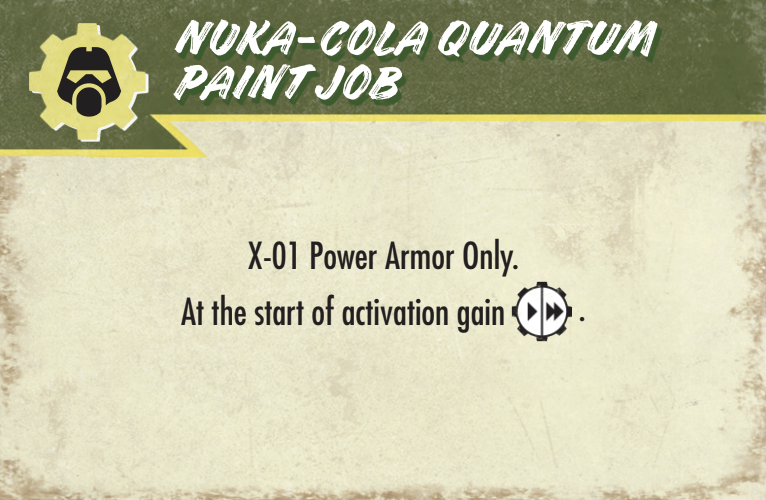 NUKA-COLA QUANTUM
PAINT JOB
X-01 Power Armor Only.
At the start of activation gain .